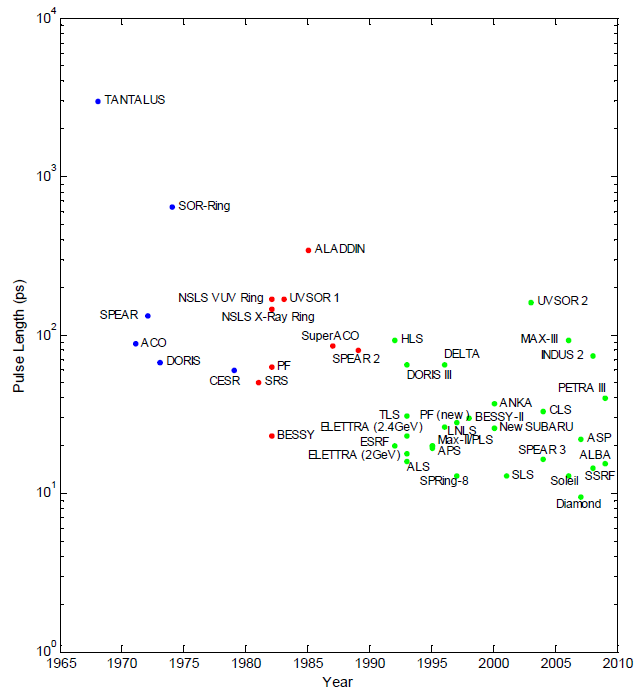 10^4
TANTALUS
10^3
SOR-Ring
ALADDIN
NSLS VUV Ring
UVSOR 1
UVSOR 2
SPEAR
NSLS X-Ray Ring
10^2
ACO
SuperACO
HLS
MAX-III
DORIS
SPEAR 2
DELTA
INDUS 2
CESR
PF
DORIS III
SRS
PETRA III
ANKA
CLS
TLS
PF (new)
BESSY-II
BESSY
ELETTRA (2.4GeV)
LNLS
New SUBARU
ESRF
Max-II/PLS
ASP
ELETTRA (2GeV)
APS
SPEAR 3
ALBA
ALS
SPRing-8
SLS
Soleil
SSRF
10^1
Diamond
10^0
1965
1970
1975
1980
1985
1990
1995
2000
2005
2010
Year
Pulse Length (ps)